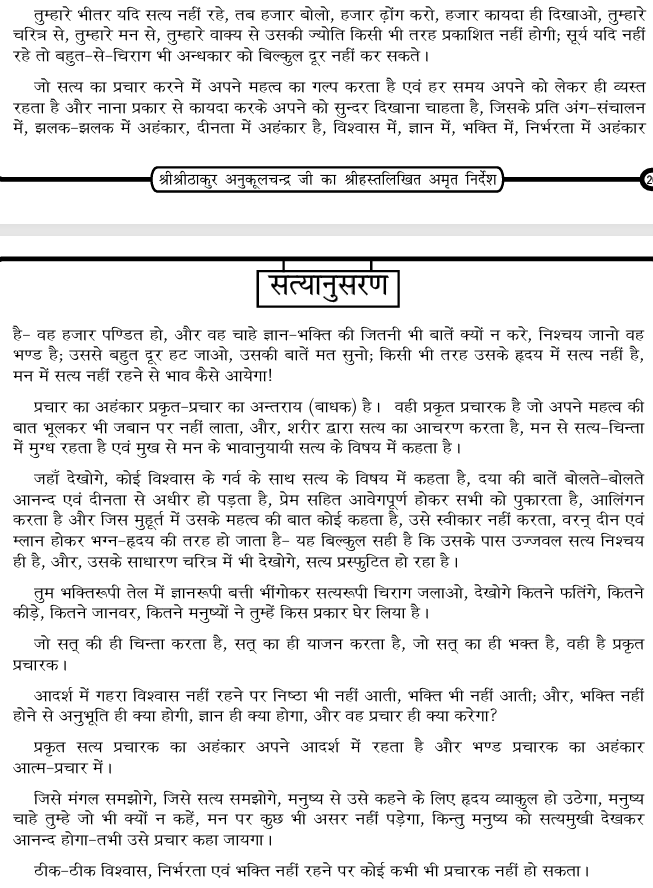 तुम्हारे भीतर यदि सत्य नहीं रहे, तब हजार बोलो, हजार ढ़ोंग करो, हजार कायदा ही दिखाओ, तुम्हारे
चरित्र से, तुम्हारे मन से, तुम्हारे वाक्य से उसकी ज्योति किसी भी तरह प्रकाशित नहीं होगी; सूर्य यदि नहीं
रहे तो बहुत-से-चिराग भी अन्धकार को बिल्कुल दूर नहीं कर सकते।
जो सत्य का प्रचार करने में अपने महत्व का गल्प करता है एवं हर समय अपने को लेकर ही व्यस्त
रहता है और नाना प्रकार से कायदा करके अपने को सुन्दर दिखाना चाहता है, जिसके प्रति अंग-संचालन
में, झलक-झलक में अहंकार, दीनता में अहंकार है, विश्वास में, ज्ञान में, भक्ति में, निर्भरता में अहंकार
श्रीश्रीठाकुर अनुकूलचन्द्र जी का श्रीहस्तलिखित अमृत निर्देश
सत्यानुसरण
है- वह हजार पण्डित हो, और वह चाहे ज्ञान-भक्ति की जितनी भी बातें क्यों न करे, निश्चय जानो वह
भण्ड है; उससे बहुत दूर हट जाओ, उसकी बातें मत सुनो; किसी भी तरह उसके हृदय में सत्य नहीं है,
मन में सत्य नहीं रहने से भाव कैसे आयेगा!
प्रचार का अहंकार प्रकृत-प्रचार का अन्तराय (बाधक) है। वही प्रकृत प्रचारक है जो अपने महत्व की
बात भूलकर भी जबान पर नहीं लाता, और, शरीर द्वारा सत्य का आचरण करता है, मन से सत्य-चिन्ता
में मुग्ध रहता है एवं मुख से मन के भावानुयायी सत्य के विषय में कहता है।
जहाँ देखोगे, कोई विश्वास के गर्व के साथ सत्य के विषय में कहता है, दया की बातें बोलते-बोलते
आनन्द एवं दीनता से अधीर हो पड़ता है, प्रेम सहित आवेगपूर्ण होकर सभी को पुकारता है, आलिंगन
करता है और जिस मुहूर्त में उसके महत्व की बात कोई कहता है, उसे स्वीकार नहीं करता, वरन् दीन एवं
म्लान होकर भग्न-हृदय की तरह हो जाता है- यह बिल्कुल सही है कि उसके पास उज्जवल सत्य निश्चय
ही है, और, उसके साधारण चरित्र में भी देखोगे, सत्य प्रस्फुटित हो रहा है।
तुम भक्तिरूपी तेल में ज्ञानरूपी बत्ती भींगोकर सत्यरूपी चिराग जलाओ, देखोगे कितने फतिंगे, कितने
कीड़े, कितने जानवर, कितने मनुष्यों ने तुम्हें किस प्रकार घेर लिया है।
जो सत् की ही चिन्ता करता है, सत् का ही याजन करता है, जो सत् का ही भक्त है, वही है प्रकृत
प्रचारक।
आदर्श में गहरा विश्वास नहीं रहने पर निष्ठा भी नहीं आती, भक्ति भी नहीं आती; और, भक्ति नहीं
होने से अनुभूति ही क्या होगी, ज्ञान ही क्या होगा, और वह प्रचार ही क्या करेगा?
प्रकृत सत्य प्रचारक का अहंकार अपने आदर्श में रहता है और भण्ड प्रचारक का अहंकार
आत्म-प्रचार में।
जिसे मंगल समझोगे, जिसे सत्य समझोगे, मनुष्य से उसे कहने के लिए हृदय व्याकुल हो उठेगा, मनुष्य
चाहे तुम्हे जो भी क्यों न कहें, मन पर कुछ भी असर नहीं पड़ेगा, किन्तु मनुष्य को सत्यमुखी देखकर
आनन्द होगा-तभी उसे प्रचार कहा जायगा।
ठीक-ठीक विश्वास, निर्भरता एवं भक्ति नहीं रहने पर कोई कभी भी प्रचारक नहीं हो सकता।